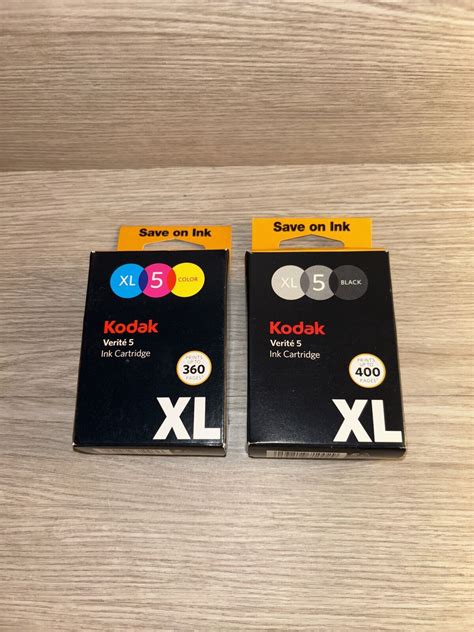 Save on Ink
XL 5 COLOR
Kodak
Verité 5
Ink Cartridge
PRINTS
UP TO
360
PAGES
XL
Save on Ink
XL 5 BLACK
Kodak
Verité 5
Ink Cartridge
PRINTS
UP TO
400
PAGES
XL